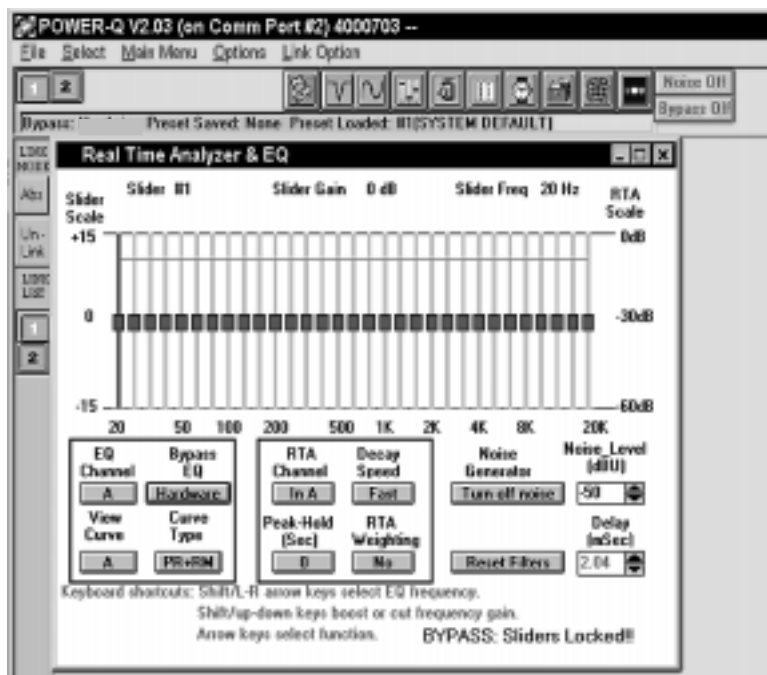 POWER-Q V2.03 (on Comm Port #2) 4000703 --
File Select Main Menu Options Link Option
1 2
Noise Off
Bypass Off
Bypass: Preset Saved: None Preset Loaded: #1(SYSTEM DEFAULT)
LINK MODE
Abs
Un-Link
LINK LIST
1
2
Real Time Analyzer & EQ
Slider #1 Slider Gain 0 dB Slider Freq 20 Hz
Slider Scale
RTA Scale
+15 0dB
0 -30dB
-15 -60dB
20 50 100 200 500 1K 2K 4K 8K 20K
EQ Channel
A
Bypass EQ
Hardware
View Curve
A
Curve Type
PR+RM
RTA Channel
In A
Decay Speed
Fast
Peak-Hold (Sec)
0
RTA Weighting
No
Noise Generator
Turn off noise
Noise_Level (dBU)
-50
Reset Filters
Delay (mSec)
2.04
Keyboard shortcuts: Shift/L-R arrow keys select EQ frequency.
Shift/up-down keys boost or cut frequency gain.
Arrow keys select function.
BYPASS: Sliders Locked!!